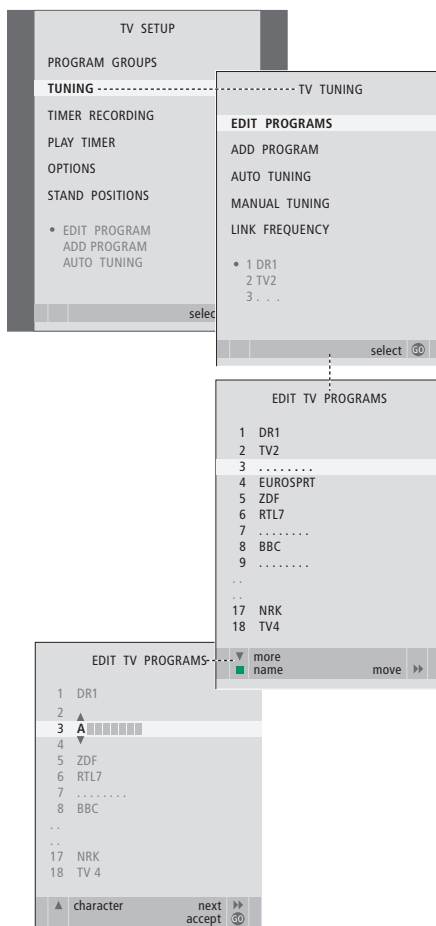 TV SETUP
PROGRAM GROUPS
TUNING
TIMER RECORDING
PLAY TIMER
OPTIONS
STAND POSITIONS
• EDIT PROGRAM
ADD PROGRAM
AUTO TUNING
selec
TV TUNING
EDIT PROGRAMS
ADD PROGRAM
AUTO TUNING
MANUAL TUNING
LINK FREQUENCY
• 1 DR1
2 TV2
3 . . .
select GO
EDIT TV PROGRAMS
1 DR1
2 TV2
3 . . . . . . . .
4 EUROSPRT
5 ZDF
6 RTL7
7 . . . . . . . .
8 BBC
9 . . . . . . . .
. .
. .
17 NRK
18 TV4
▼ more
name move
EDIT TV PROGRAMS
1 DR1
2
3 A
4
5 ZDF
6 RTL7
7 . . . . . . . .
8 BBC
. .
. .
17 NRK
18 TV 4
▲ character next
accept GO